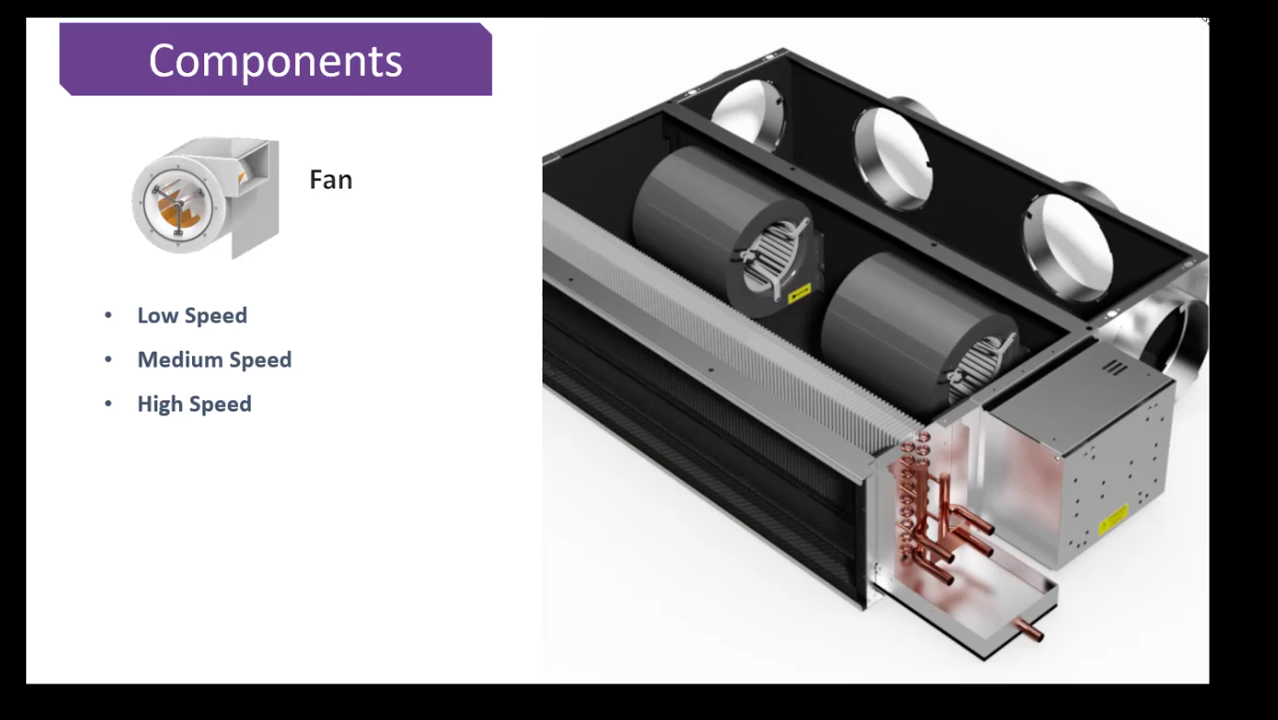 Components
Fan
• Low Speed
• Medium Speed
• High Speed